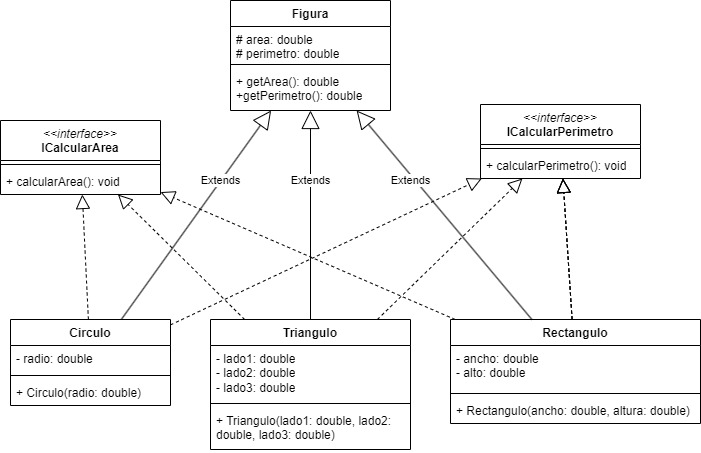 Figura
# area: double
# perimetro: double
+ getArea(): double
+getPerimetro(): double
<<interface>>
ICalcularArea
+ calcularArea(): void
<<interface>>
ICalcularPerimetro
+ calcularPerimetro(): void
Extends
Extends
Extends
Circulo
- radio: double
+ Circulo(radio: double)
Triangulo
- lado1: double
- lado2: double
- lado3: double
+ Triangulo(lado1: double, lado2:
double, lado3: double)
Rectangulo
- ancho: double
- alto: double
+ Rectangulo(ancho: double, altura: double)